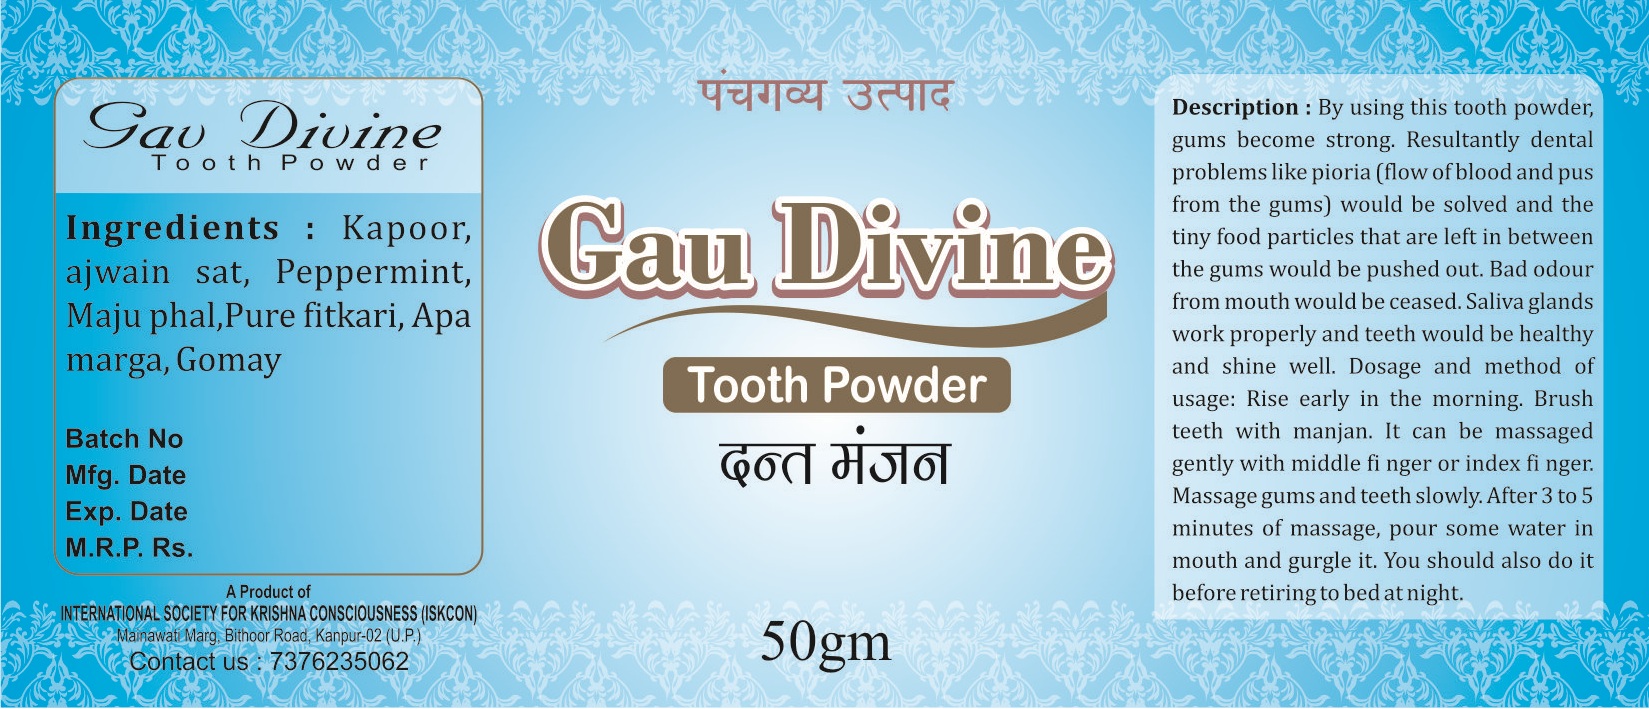 Gau Divine
Tooth Powder
Ingredients : Kapoor,
ajwain sat, Peppermint,
Maju phal,Pure fitkari, Apa
marga, Gomay
Batch No
Mfg. Date
Exp. Date
M.R.P. Rs.
A Product of
INTERNATIONAL SOCIETY FOR KRISHNA CONSCIOUSNESS (ISKCON)
Mainawati Marg, Bithoor Road, Kanpur-02 (U.P.)
Contact us : 7376235062
पंचगव्य उत्पाद
Gau Divine
Tooth Powder
दन्त मंजन
50gm
Description : By using this tooth powder,
gums become strong. Resultantly dental
problems like pioria (flow of blood and pus
from the gums) would be solved and the
tiny food particles that are left in between
the gums would be pushed out. Bad odour
from mouth would be ceased. Saliva glands
work properly and teeth would be healthy
and shine well. Dosage and method of
usage: Rise early in the morning. Brush
teeth with manjan. It can be massaged
gently with middle fi nger or index fi nger.
Massage gums and teeth slowly. After 3 to 5
minutes of massage, pour some water in
mouth and gurgle it. You should also do it
before retiring to bed at night.